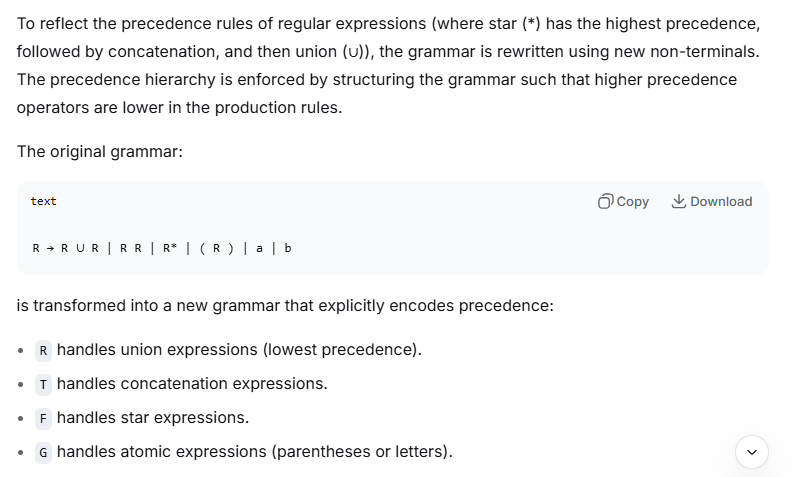 To reflect the precedence rules of regular expressions (where star (*) has the highest precedence,
followed by concatenation, and then union (∪)), the grammar is rewritten using new non-terminals.
The precedence hierarchy is enforced by structuring the grammar such that higher precedence
operators are lower in the production rules.
The original grammar:
text Copy Download
R → R ∪ R | R R | R* | ( R ) | a | b
is transformed into a new grammar that explicitly encodes precedence:
• R handles union expressions (lowest precedence).
• T handles concatenation expressions.
• F handles star expressions.
• G handles atomic expressions (parentheses or letters).